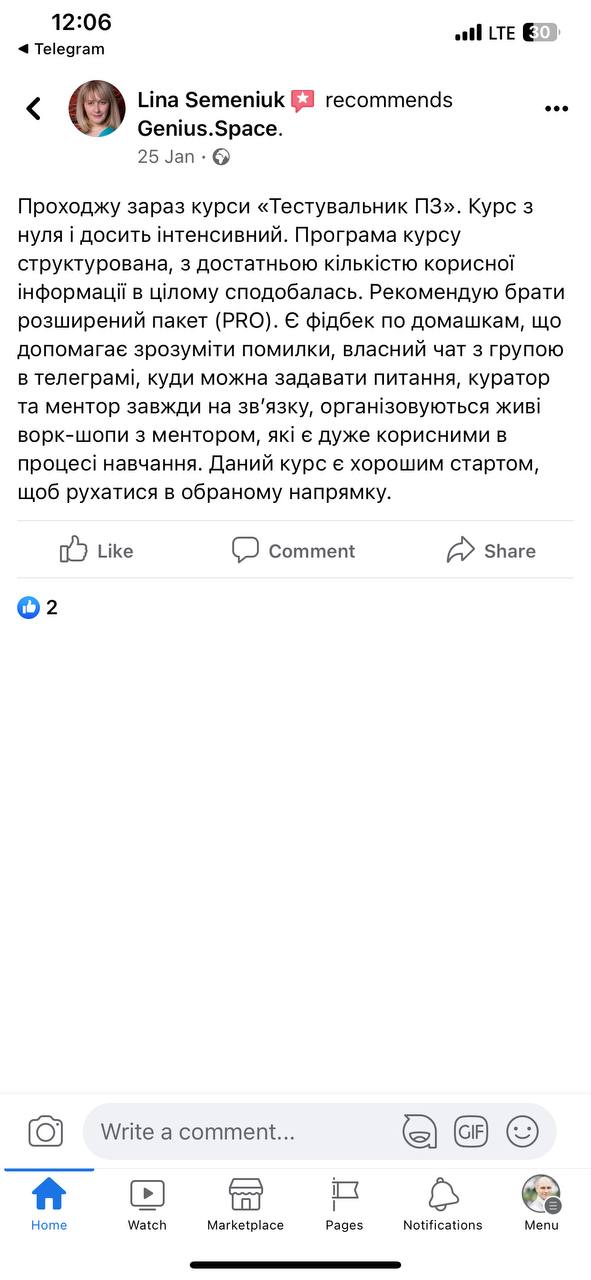 12:06
LTE
30
◀ Telegram
Lina Semeniuk recommends
Genius.Space.
25 Jan ·
Проходжу зараз курси «Тестувальник ПЗ». Курс з
нуля і досить інтенсивний. Програма курсу
структурована, з достатньою кількістю корисної
інформації в цілому сподобалась. Рекомендую брати
розширений пакет (PRO). Є фідбек по домашкам, що
допомагає зрозуміти помилки, власний чат з групою
в телеграмі, куди можна задавати питання, куратор
та ментор завжди на зв’язку, організовуються живі
ворк-шопи з ментором, які є дуже корисними в
процесі навчання. Даний курс є хорошим стартом,
щоб рухатися в обраному напрямку.
Like
Comment
Share
2
Write a comment...
GIF
Home
Watch
Marketplace
Pages
Notifications
Menu